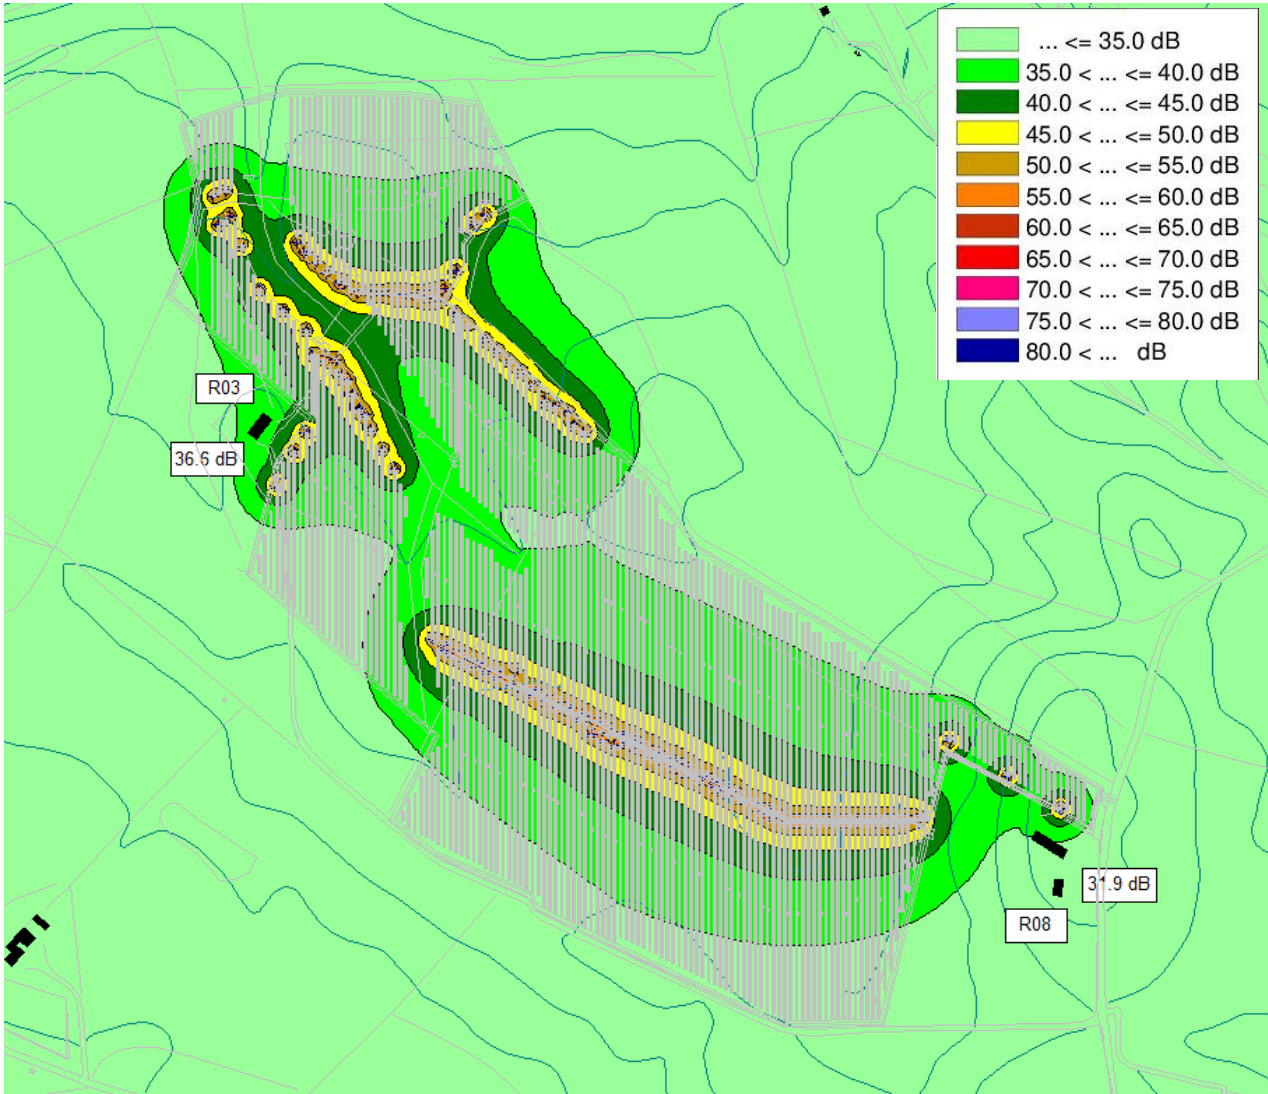 ... <= 35.0 dB
35.0 < ... <= 40.0 dB
40.0 < ... <= 45.0 dB
45.0 < ... <= 50.0 dB
50.0 < ... <= 55.0 dB
55.0 < ... <= 60.0 dB
60.0 < ... <= 65.0 dB
65.0 < ... <= 70.0 dB
70.0 < ... <= 75.0 dB
75.0 < ... <= 80.0 dB
80.0 < ... dB
R03
36.6 dB
31.9 dB
R08